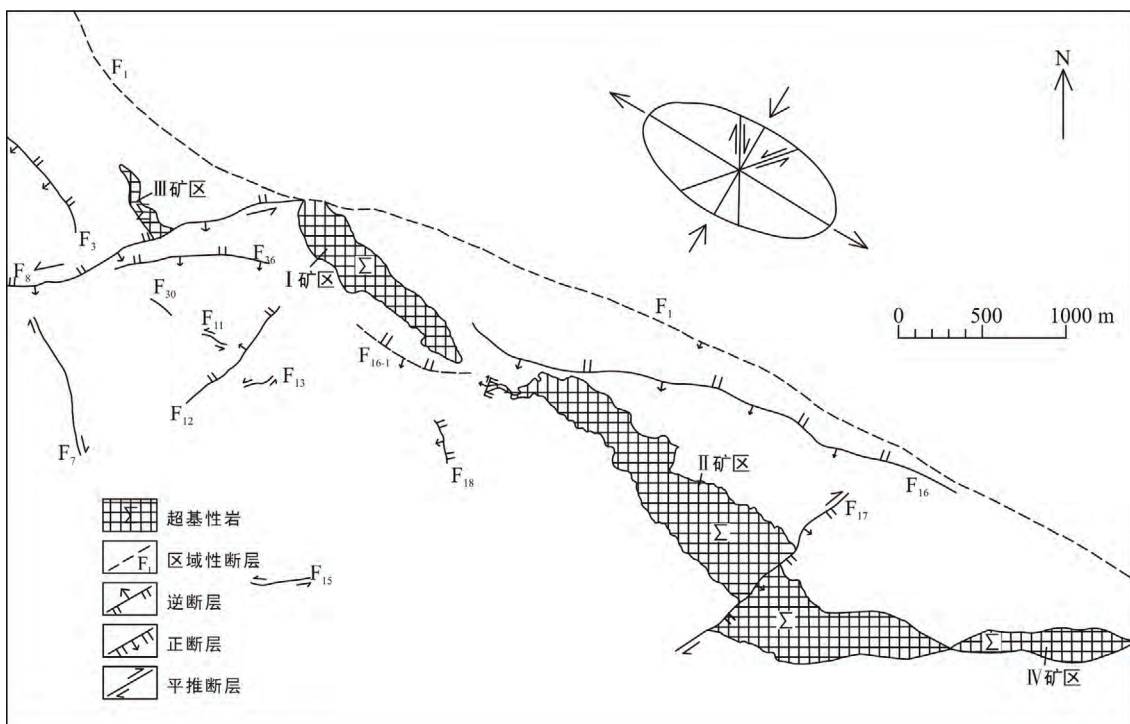 F₁
N
Ⅲ矿区
F₃
F₈
F₃₆
Ⅰ矿区
Σ
F₃₀
F₁
0 500 1000 m
F₁₁
F₁₆₋₁
F₁₃
F₁₂
F₇
F₁₈
Ⅱ矿区
F₁₆
F₁₇
Σ
Σ 超基性岩
F₁ 区域性断层
F₁₅
逆断层
正断层
平推断层
Σ
Σ
Ⅳ矿区